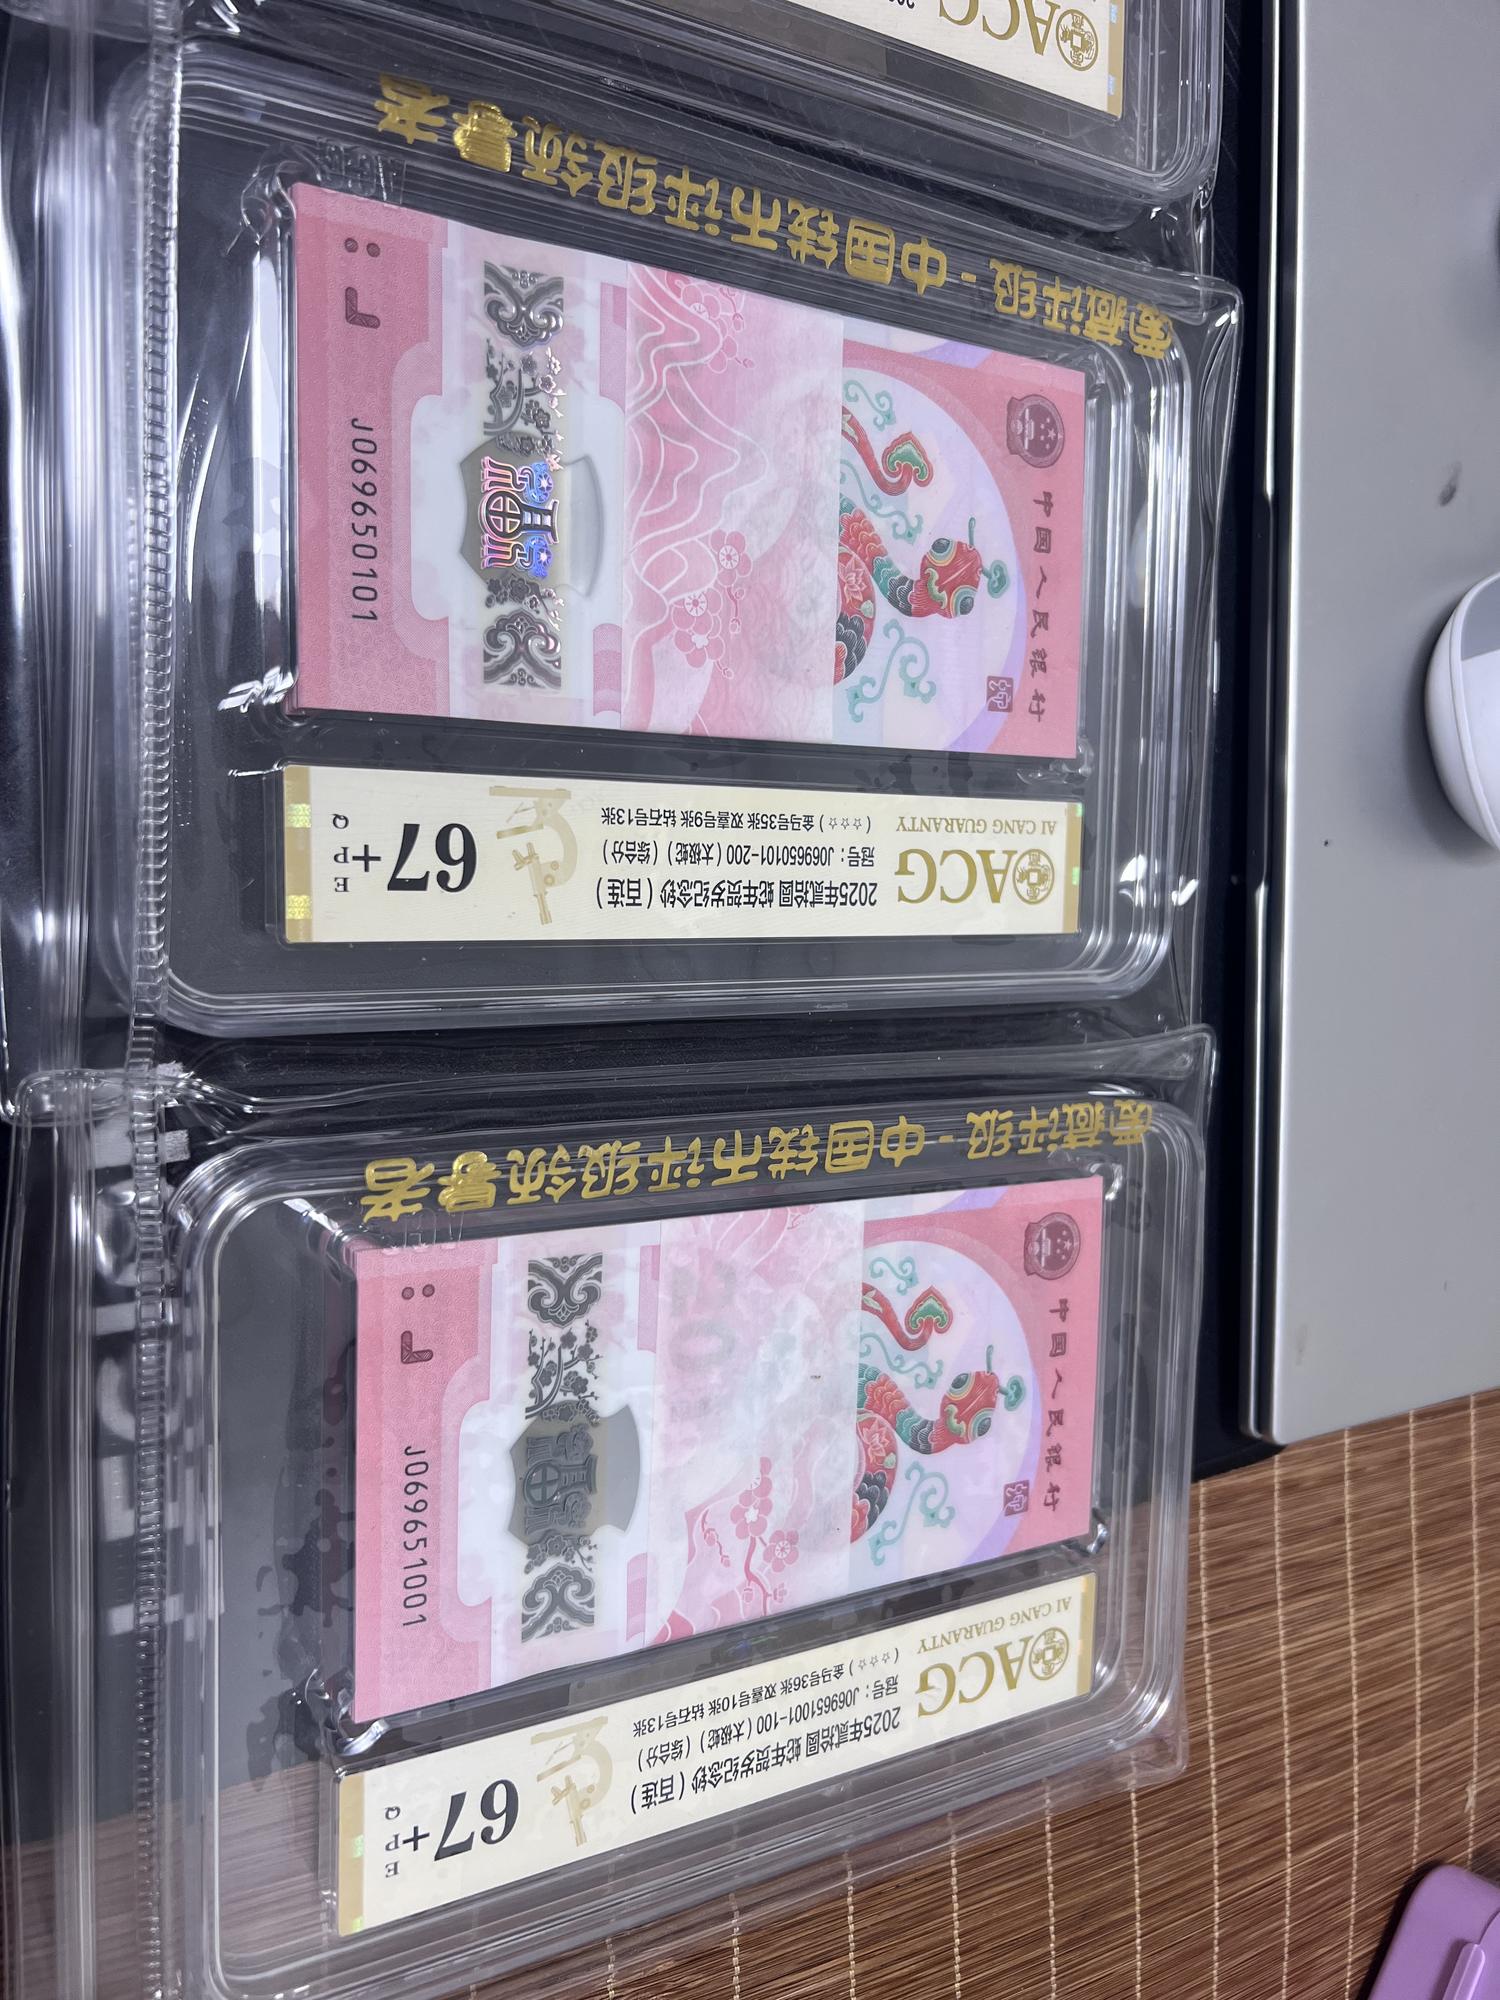 ACG
爱藏评级-中国钱币评级领导者
中国人民银行
J069650101
ACG
AI CANG GUARANTY
2025年贰拾圆 蛇年贺岁纪念钞(百连)
冠号:J069650101-200(太极蛇)(综合分)
(☆☆☆)金马号35张 双喜号9张 钻石号13张
67+
E
P
Q
爱藏评级-中国钱币评级领导者
中国人民银行
J069651001
ACG
AI CANG GUARANTY
2025年贰拾圆 蛇年贺岁纪念钞(百连)
冠号:J069651001-100(太极蛇)(综合分)
(☆☆☆)金马号36张 双喜号10张 钻石号13张
67+
E
P
Q